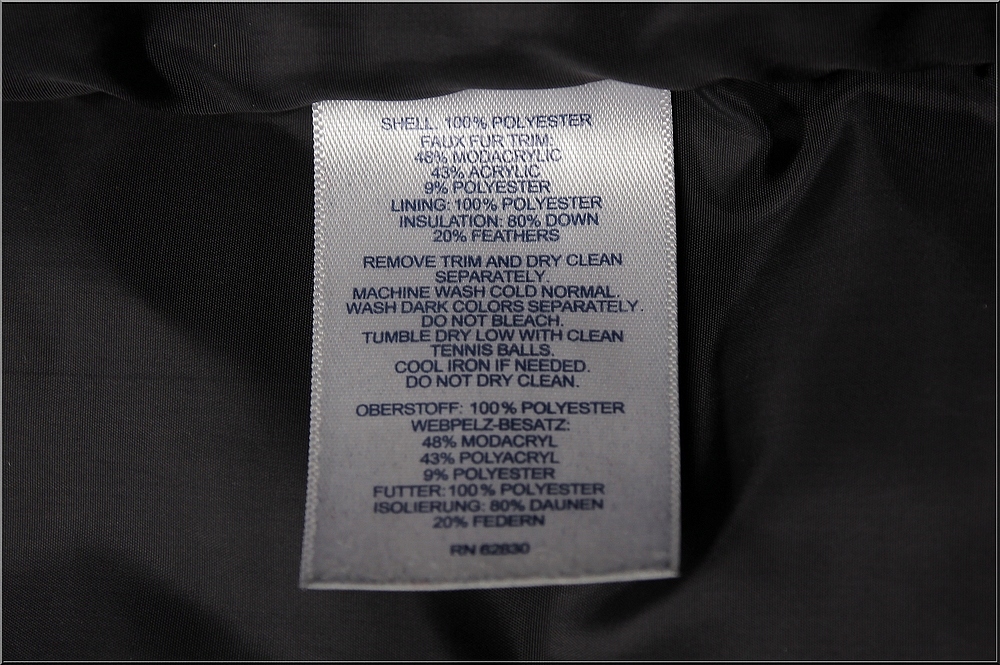 SHELL 100% POLYESTER
FAUX FUR TRIM:
48% MODACRYLIC
43% ACRYLIC
9% POLYESTER
LINING: 100% POLYESTER
INSULATION: 80% DOWN
20% FEATHERS
REMOVE TRIM AND DRY CLEAN
SEPARATELY.
MACHINE WASH COLD NORMAL.
WASH DARK COLORS SEPARATELY.
DO NOT BLEACH.
TUMBLE DRY LOW WITH CLEAN
TENNIS BALLS.
COOL IRON IF NEEDED.
DO NOT DRY CLEAN.
OBERSTOFF: 100% POLYESTER
WEBPELZ-BESATZ:
48% MODACRYL
43% POLYACRYL
9% POLYESTER
FUTTER: 100% POLYESTER
ISOLIERUNG: 80% DAUNEN
20% FEDERN
RN 62830